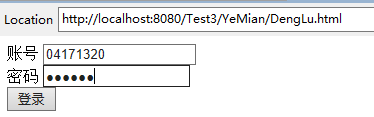 Location http://localhost:8080/Test3/YeMian/DengLu.html
账号 04171320
密码 ●●●●●●
登录